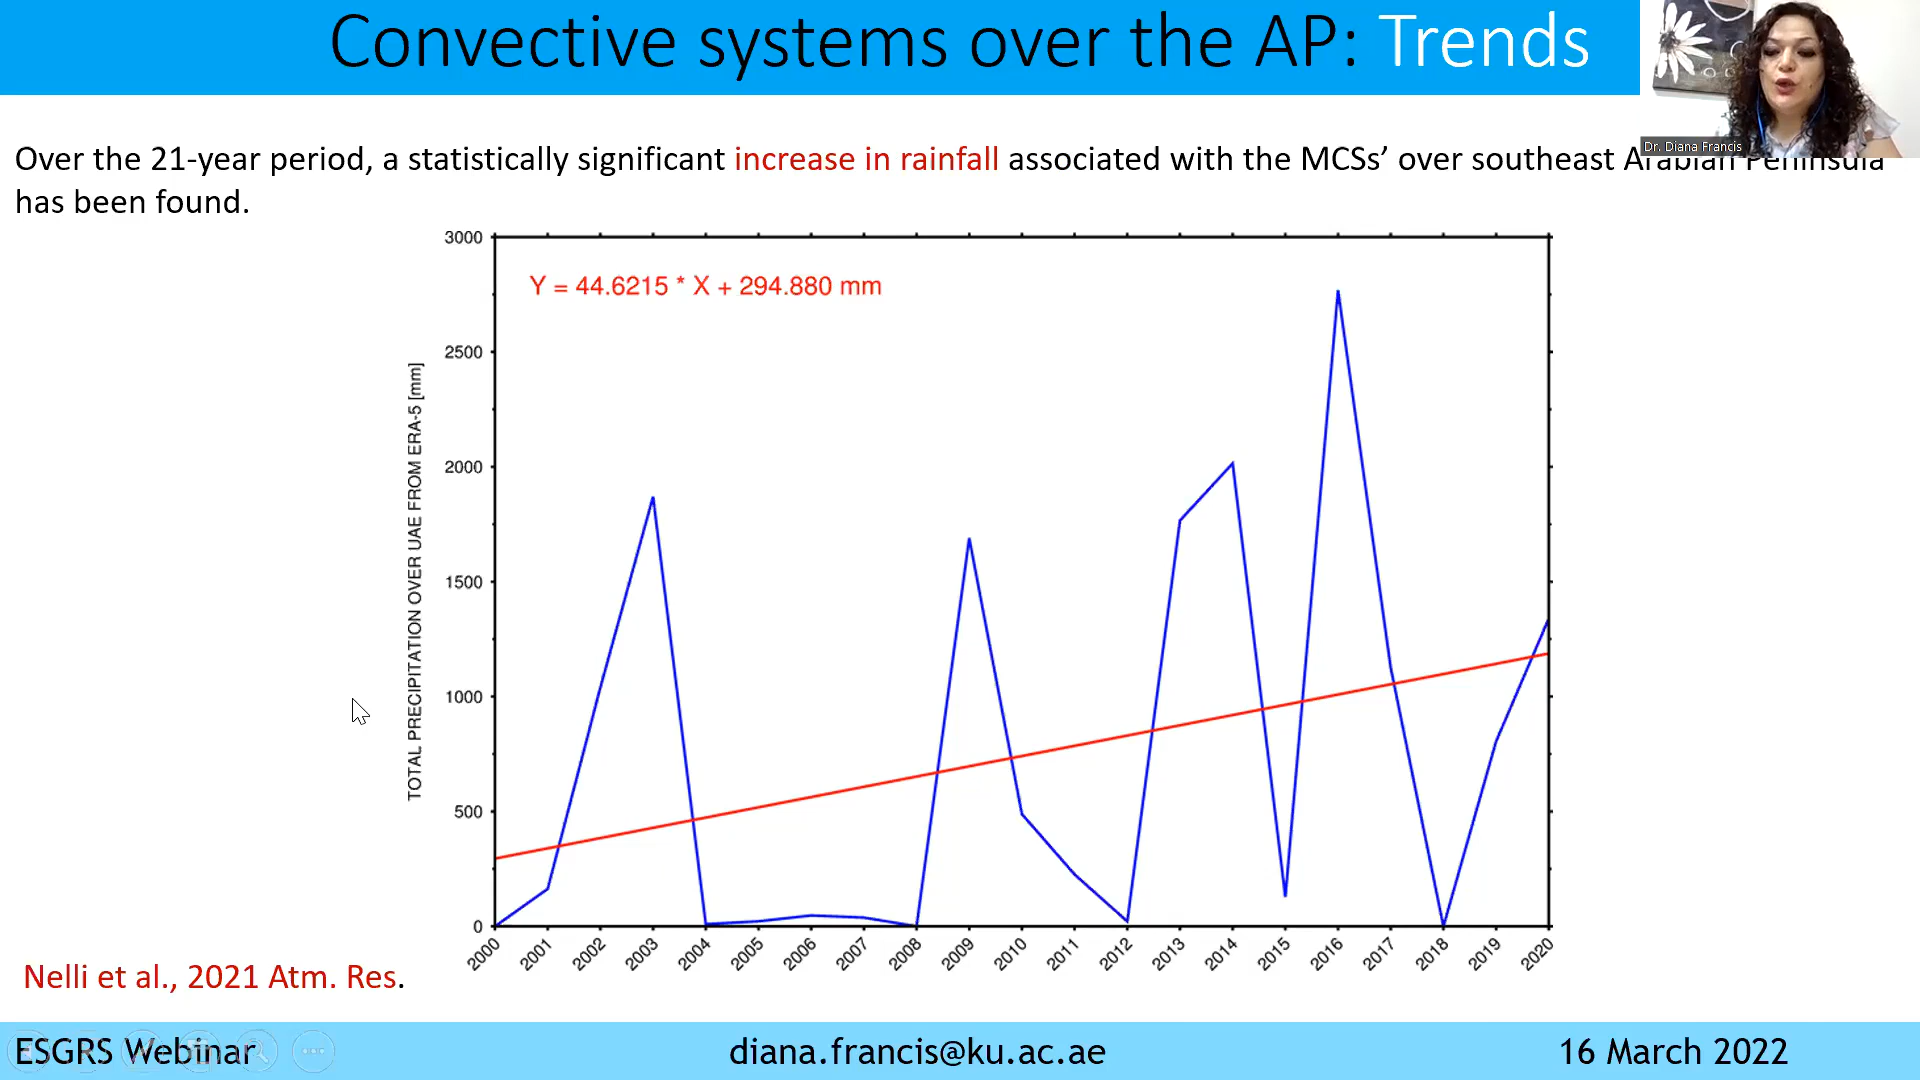 Convective systems over the AP: Trends
Dr. Diana Francis
Over the 21-year period, a statistically significant increase in rainfall associated with the MCSs’ over southeast Arabian Peninsula
has been found.
Y = 44.6215 * X + 294.880 mm
TOTAL PRECIPITATION OVER UAE FROM ERA-5 [mm]
3000
2500
2000
1500
1000
500
0
2000 2001 2002 2003 2004 2005 2006 2007 2008 2009 2010 2011 2012 2013 2014 2015 2016 2017 2018 2019 2020
Nelli et al., 2021 Atm. Res.
ESGRS Webinar diana.francis@ku.ac.ae 16 March 2022